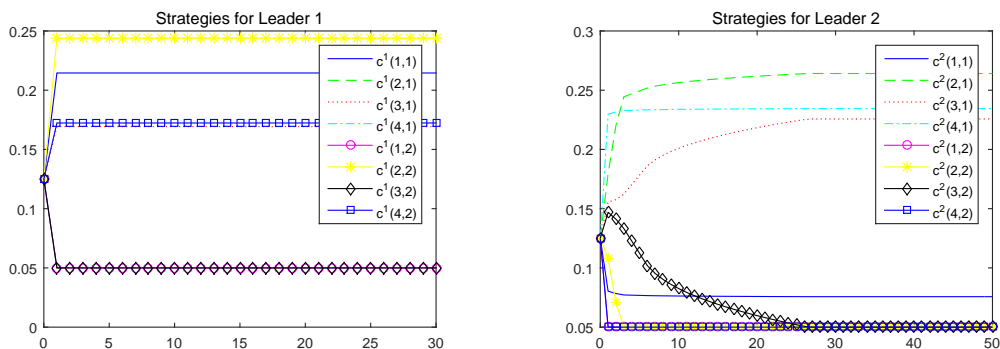 Strategies for Leader 1
0.25
0.2
0.15
0.1
0.05
0
0 5 10 15 20 25 30
c¹(1,1)
c¹(2,1)
c¹(3,1)
c¹(4,1)
c¹(1,2)
c¹(2,2)
c¹(3,2)
c¹(4,2)
Strategies for Leader 2
0.3
0.25
0.2
0.15
0.1
0.05
0 10 20 30 40 50
c²(1,1)
c²(2,1)
c²(3,1)
c²(4,1)
c²(1,2)
c²(2,2)
c²(3,2)
c²(4,2)